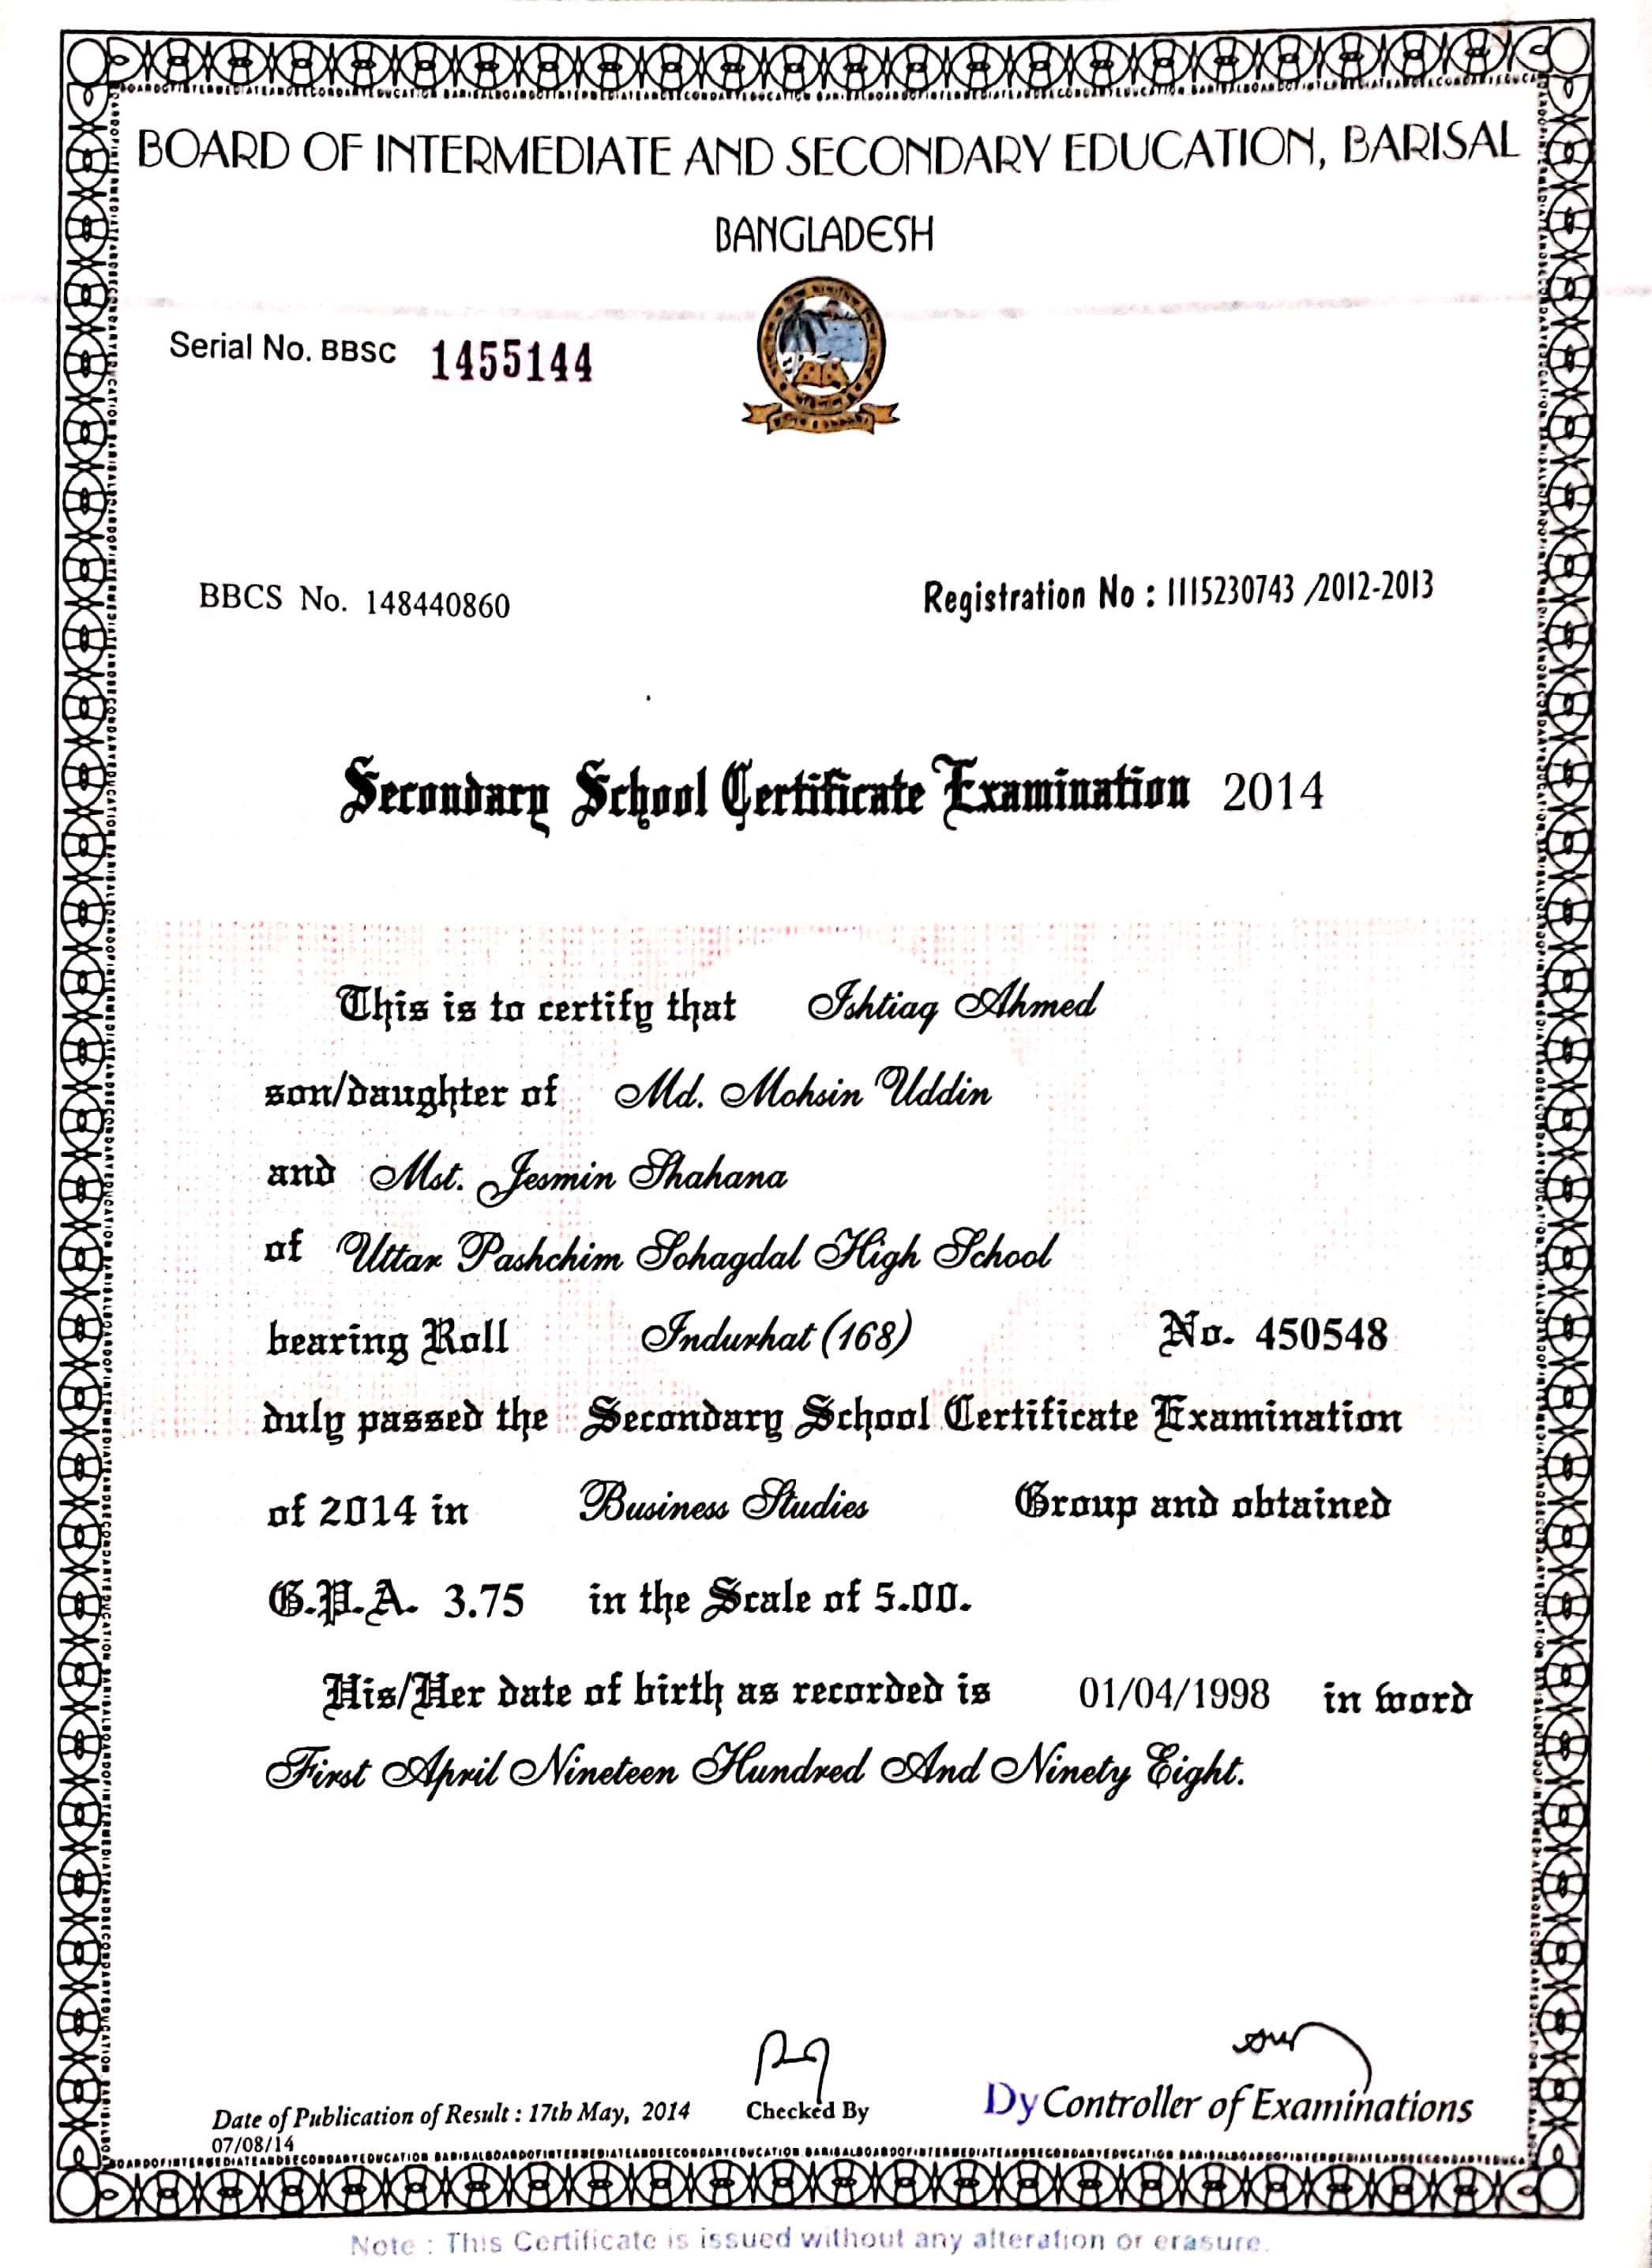 BOARD OF INTERMEDIATE AND SECONDARY EDUCATION, BARISAL
BANGLADESH
Serial No. BBSC 1455144
BBCS No. 148440860 Registration No : 1115230743 /2012-2013
Secondary School Certificate Examination 2014
This is to certify that Ishtiaq Ahmed
son/daughter of Md. Mohsin Uddin
and Mst. Jesmin Shahana
of Uttar Pashchim Sohagdal High School
bearing Roll Indurhat (168) No. 450548
duly passed the Secondary School Certificate Examination
of 2014 in Business Studies Group and obtained
G.P.A. 3.75 in the Scale of 5.00.
His/Her date of birth as recorded is 01/04/1998 in word
First April Nineteen Hundred And Ninety Eight.
Date of Publication of Result : 17th May, 2014 Checked By Dy Controller of Examinations
07/08/14
Note : This Certificate is issued without any alteration or erasure.